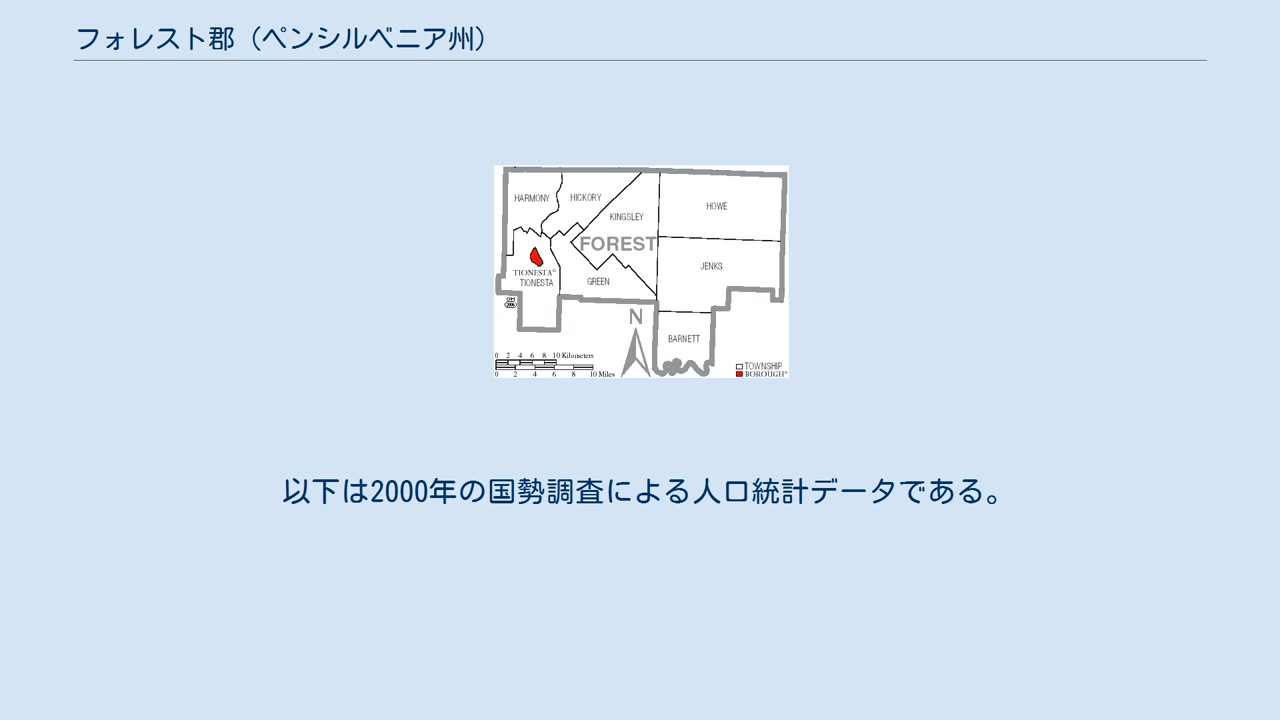 フォレスト郡（ペンシルベニア州）
HARMONY
HICKORY
KINGSLEY
HOWE
FOREST
JENKS
TIONESTA°
TIONESTA
GREEN
N
BARNETT
0 2 4 6 8 10 Kilometers
0 2 4 6 8 10 Miles
TOWNSHIP
BOROUGH°
以下は2000年の国勢調査による人口統計データである。